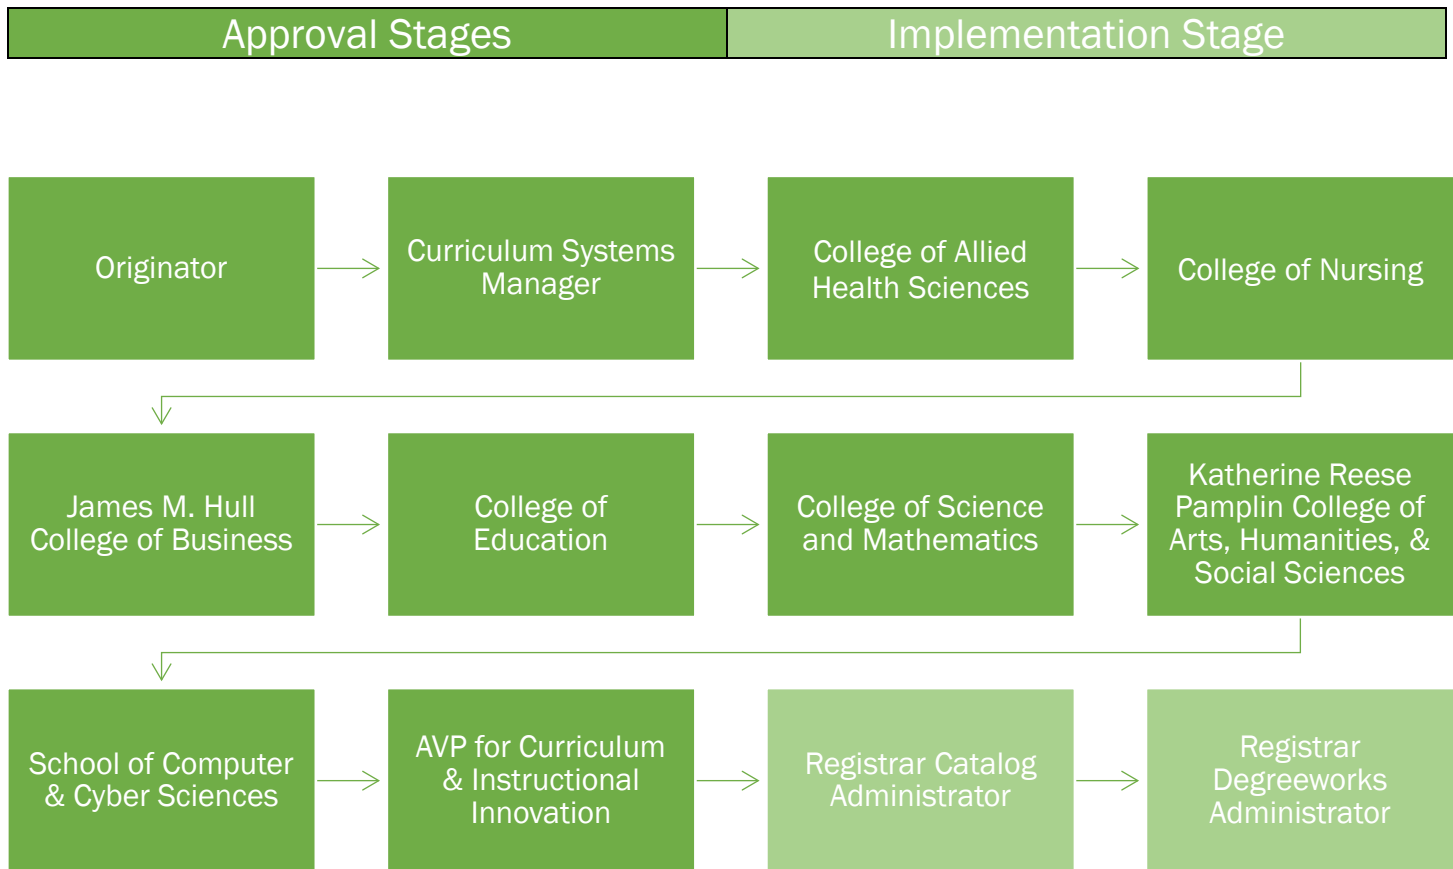 Approval Stages
Implementation Stage
Originator
Curriculum Systems
Manager
College of Allied
Health Sciences
College of Nursing
James M. Hull
College of Business
College of
Education
College of Science
and Mathematics
Katherine Reese
Pamplin College of
Arts, Humanities, &
Social Sciences
School of Computer
& Cyber Sciences
AVP for Curriculum
& Instructional
Innovation
Registrar Catalog
Administrator
Registrar
Degreeworks
Administrator